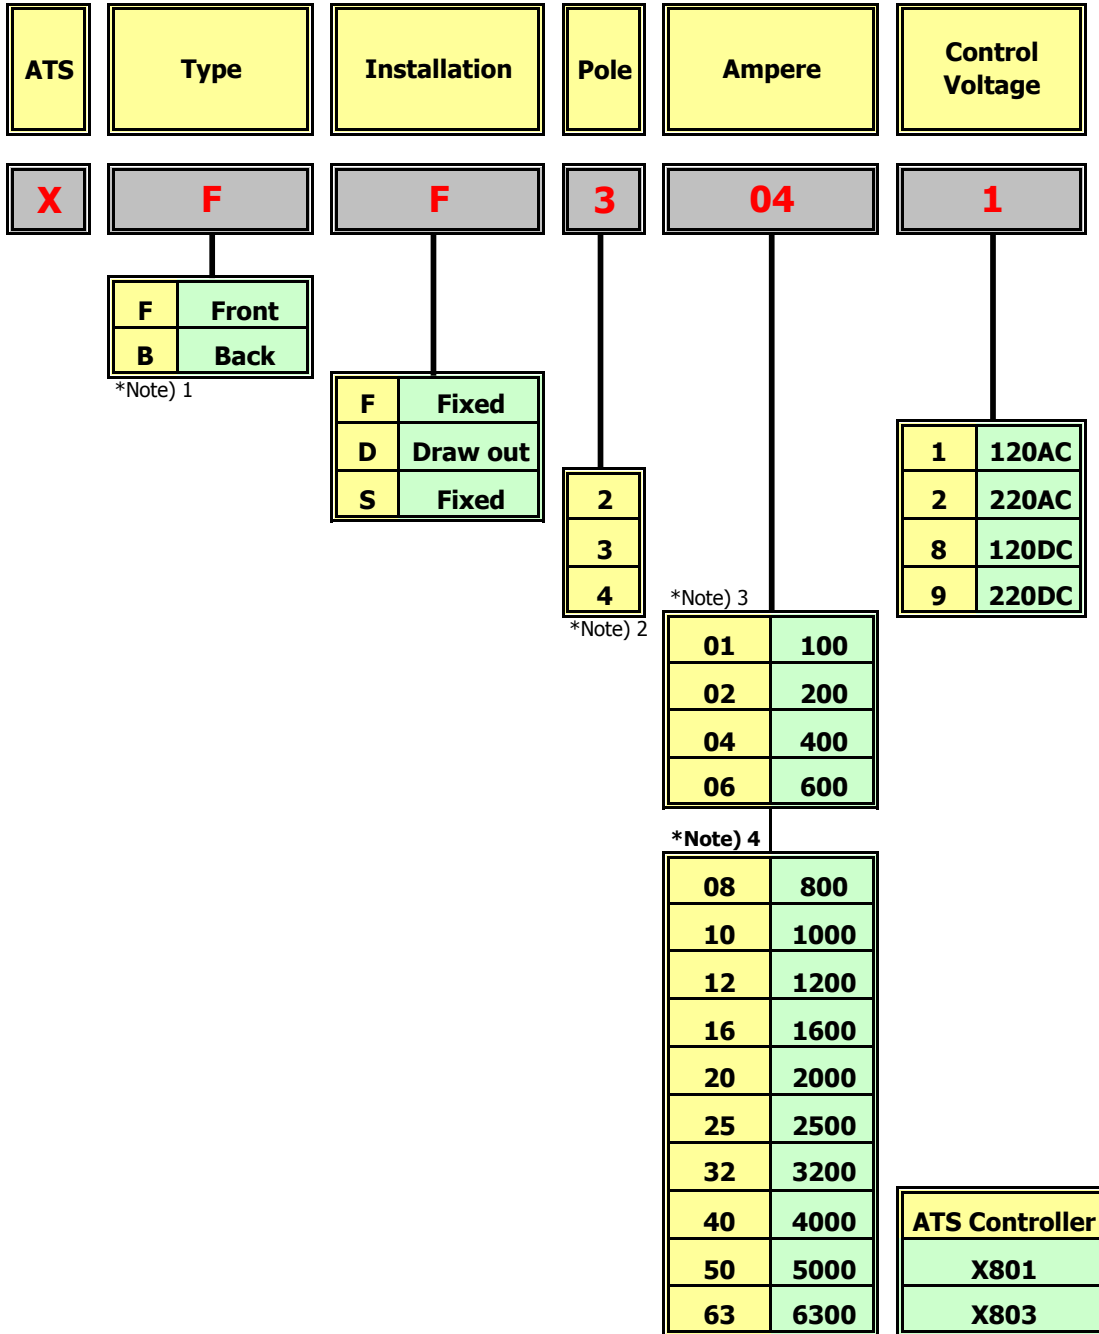 ATS Type Installation Pole Ampere Control Voltage
X F F 3 04 1
F Front
B Back
*Note) 1
F Fixed
D Draw out
S Fixed
2
3
4
*Note) 2
1 120AC
2 220AC
8 120DC
9 220DC
*Note) 3
01 100
02 200
04 400
06 600
*Note) 4
08 800
10 1000
12 1200
16 1600
20 2000
25 2500
32 3200
40 4000
50 5000
63 6300
ATS Controller
X801
X803